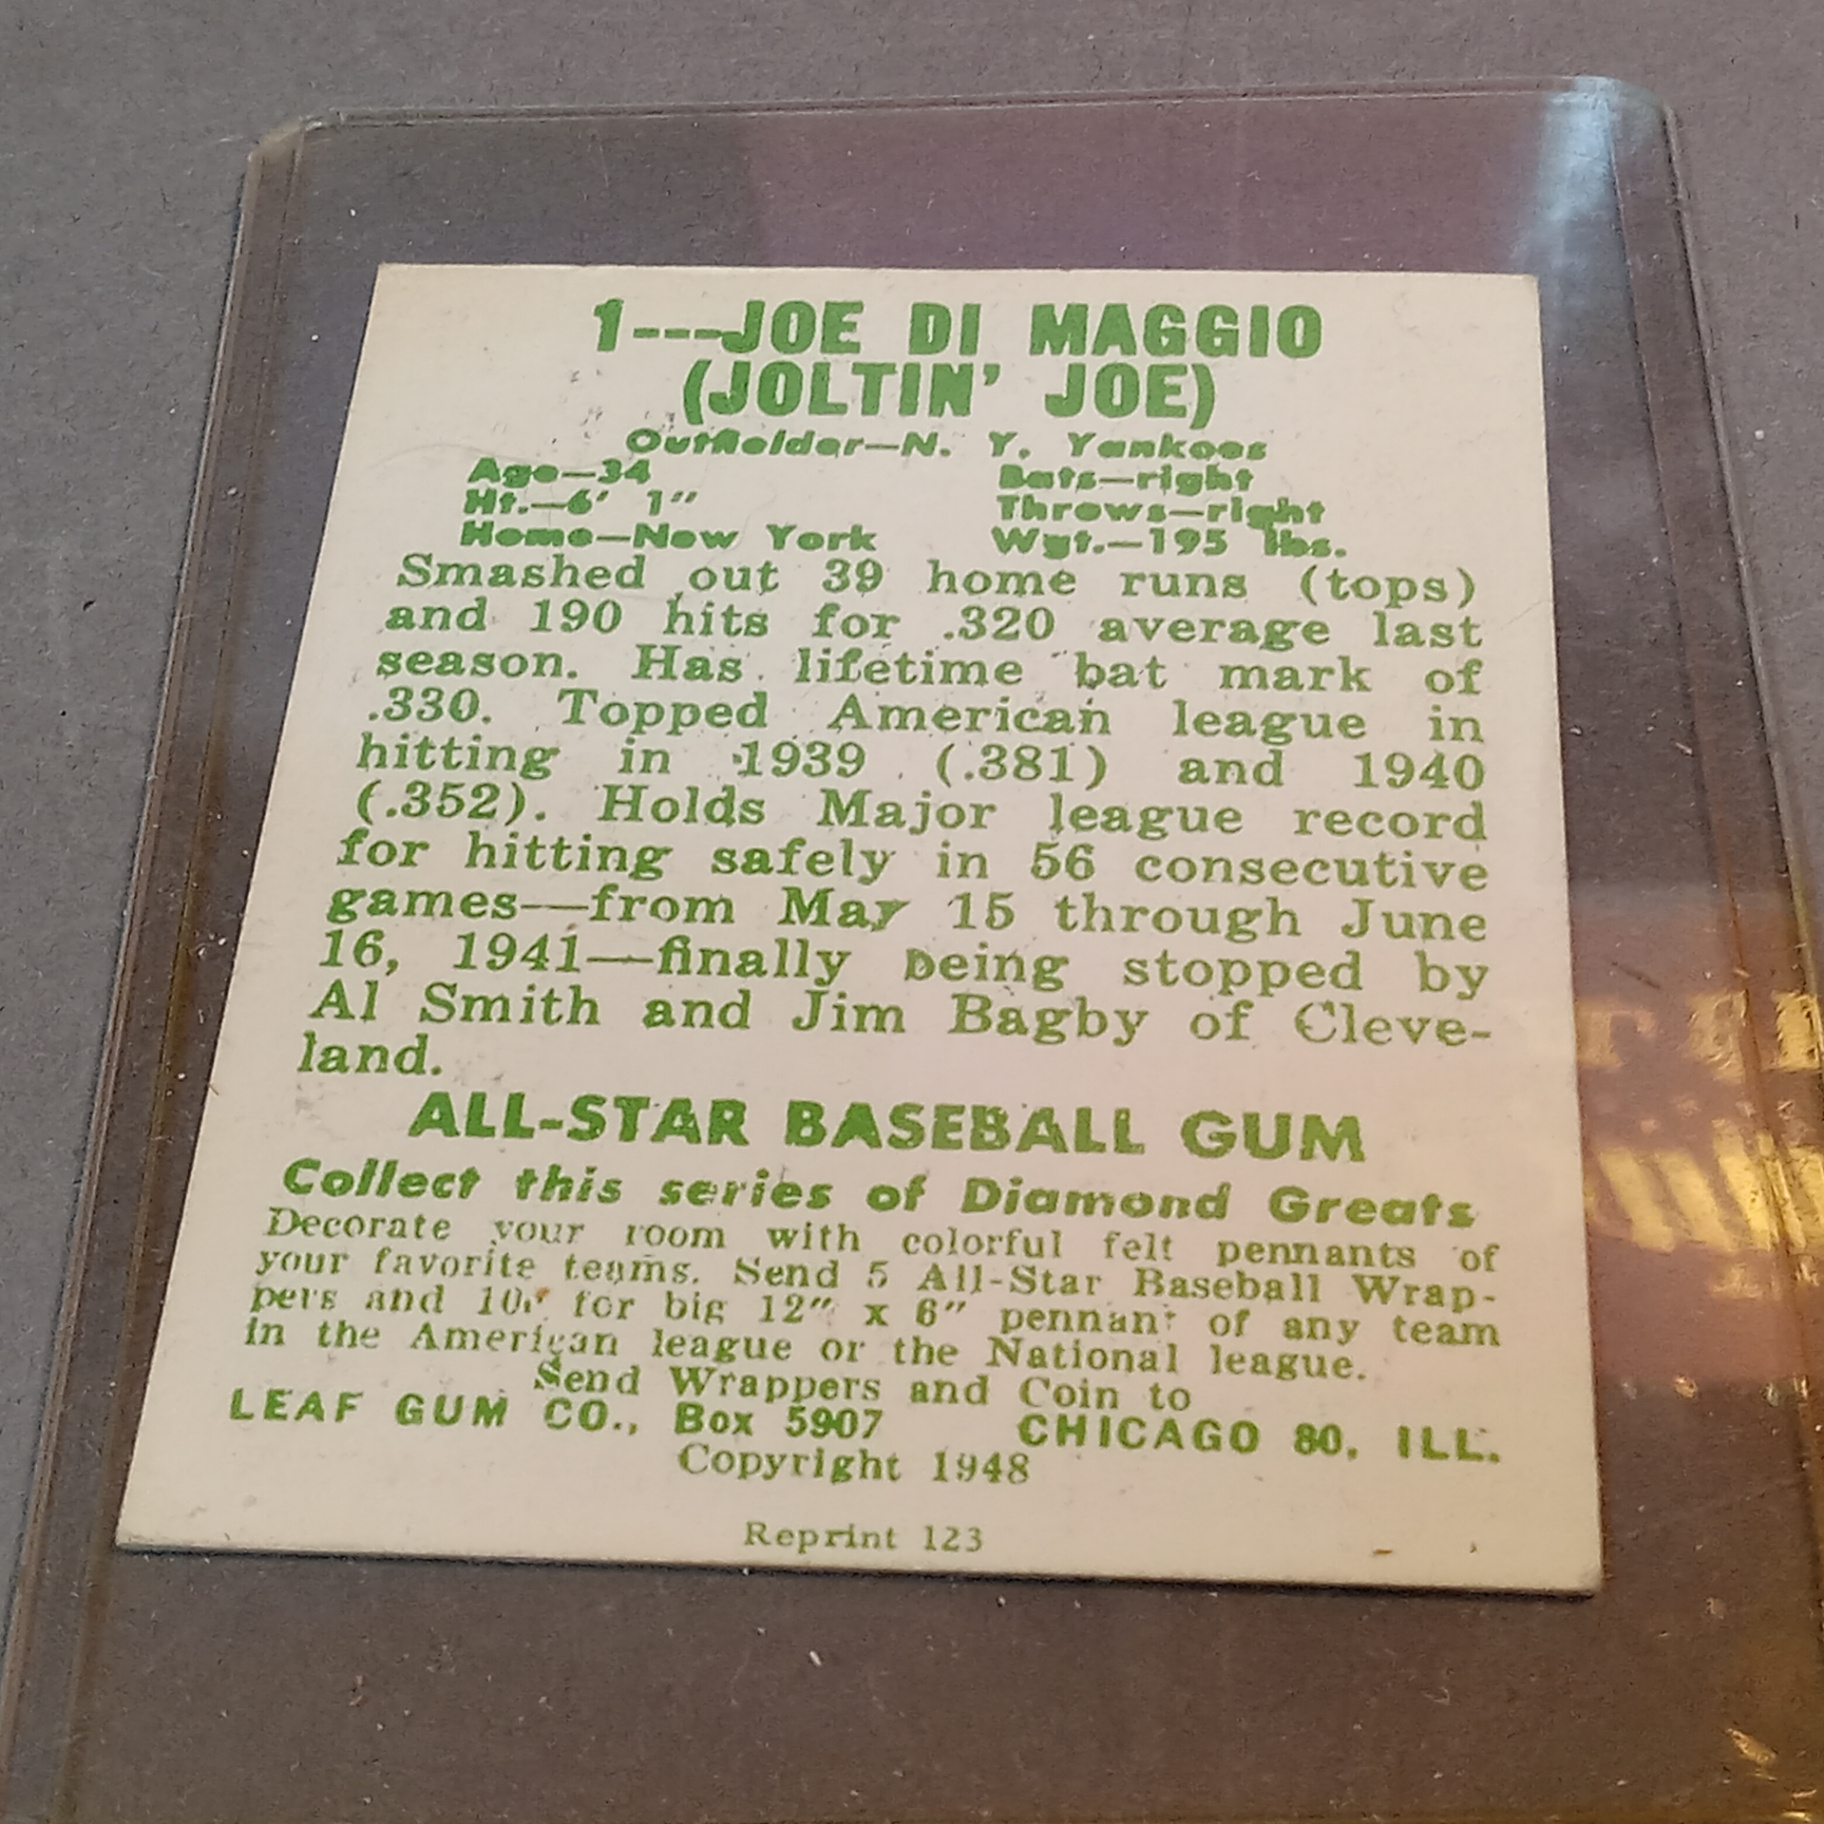 1---JOE DI MAGGIO
(JOLTIN' JOE)
Outfielder—N. Y. Yankees
Age—34 Bats—right
Ht.—6' 1" Throws—right
Home—New York Wgt.—195 lbs.
Smashed out 39 home runs (tops)
and 190 hits for .320 average last
season. Has lifetime bat mark of
.330. Topped American league in
hitting in 1939 (.381) and 1940
(.352). Holds Major league record
for hitting safely in 56 consecutive
games—from May 15 through June
16, 1941—finally being stopped by
Al Smith and Jim Bagby of Cleve-
land.
ALL-STAR BASEBALL GUM
Collect this series of Diamond Greats
Decorate your room with colorful felt pennants of
your favorite teams. Send 5 All-Star Baseball Wrap-
pers and 10¢ for big 12" x 6" pennant of any team
in the American league or the National league.
Send Wrappers and Coin to
LEAF GUM CO., Box 5907 CHICAGO 80, ILL.
Copyright 1948
Reprint 123